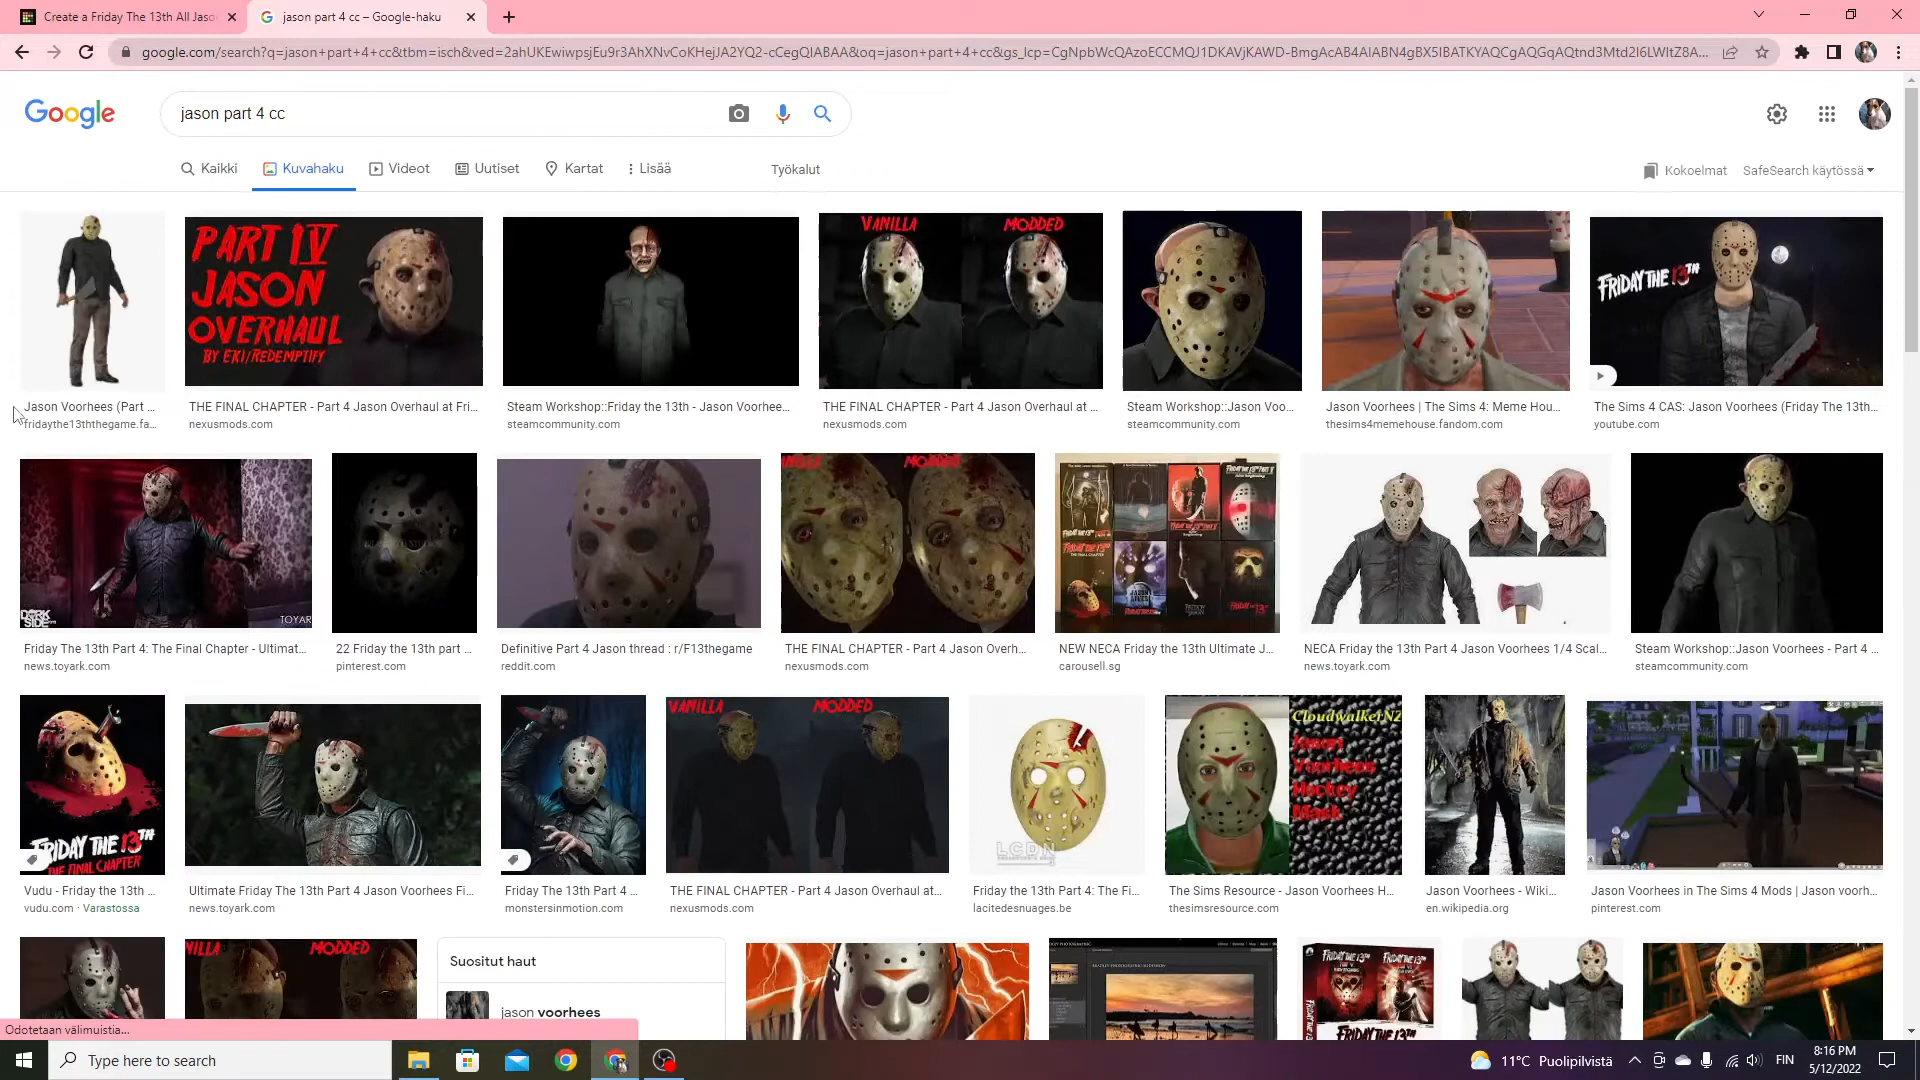 Create a Friday The 13th All Jaso
jason part 4 cc – Google-haku
google.com/search?q=jason+part+4+cc&tbm=isch&ved=2ahUKEwiwpsjEu9r3AhXNvCoKHejJA2YQ2-cCegQIABAA&oq=jason+part+4+cc&gs_lcp=CgNpbWcQAzoECCMQJ1DKAVjKAWD-BmgAcAB4AIABN4gBX5IBATKYAQCgAQGqAQtnd3Mtd2l6LWltZ8A...
Google
jason part 4 cc
Kaikki
Kuvahaku
Videot
Uutiset
Kartat
Lisää
Työkalut
Kokoelmat
SafeSearch käytössä
PART IV
JASON
OVERHAUL
BY EKI/REDEMPTIFY
VANILLA
MODDED
FRIDAY THE 13TH
Jason Voorhees (Part ...
THE FINAL CHAPTER - Part 4 Jason Overhaul at Fri...
Steam Workshop::Friday the 13th - Jason Voorhee...
THE FINAL CHAPTER - Part 4 Jason Overhaul at ...
Steam Workshop::Jason Voo...
Jason Voorhees | The Sims 4: Meme Hou...
The Sims 4 CAS: Jason Voorhees (Friday The 13th...
fridaythe13ththegame.fa...
nexusmods.com
steamcommunity.com
nexusmods.com
steamcommunity.com
thesims4memehouse.fandom.com
youtube.com
DARK
SIDE
TOYAR
MODDED
Friday The 13th Part 4: The Final Chapter - Ultimat...
22 Friday the 13th part ...
Definitive Part 4 Jason thread : r/F13thegame
THE FINAL CHAPTER - Part 4 Jason Overh...
NEW NECA Friday the 13th Ultimate J...
NECA Friday the 13th Part 4 Jason Voorhees 1/4 Scal...
Steam Workshop::Jason Voorhees - Part 4 ...
news.toyark.com
pinterest.com
reddit.com
nexusmods.com
carousell.sg
news.toyark.com
steamcommunity.com
FRIDAY THE 13TH
THE FINAL CHAPTER
VANILLA
MODDED
LCDN
CloudwalkerNZ
Jason
Voorhees
Hockey
Mask
Vudu - Friday the 13th ...
Ultimate Friday The 13th Part 4 Jason Voorhees Fi...
Friday The 13th Part 4 ...
THE FINAL CHAPTER - Part 4 Jason Overhaul at...
Friday the 13th Part 4: The Fi...
The Sims Resource - Jason Voorhees H...
Jason Voorhees - Wiki...
Jason Voorhees in The Sims 4 Mods | Jason voorh...
vudu.com · Varastossa
news.toyark.com
monstersinmotion.com
nexusmods.com
lacitedesnuages.be
thesimsresource.com
en.wikipedia.org
pinterest.com
NILLA
MODDED
Suositut haut
jason voorhees
FRIDAY THE 13TH
Odotetaan välimuistia...
Type here to search
11°C Puolipilvistä
FIN
8:16 PM
5/12/2022